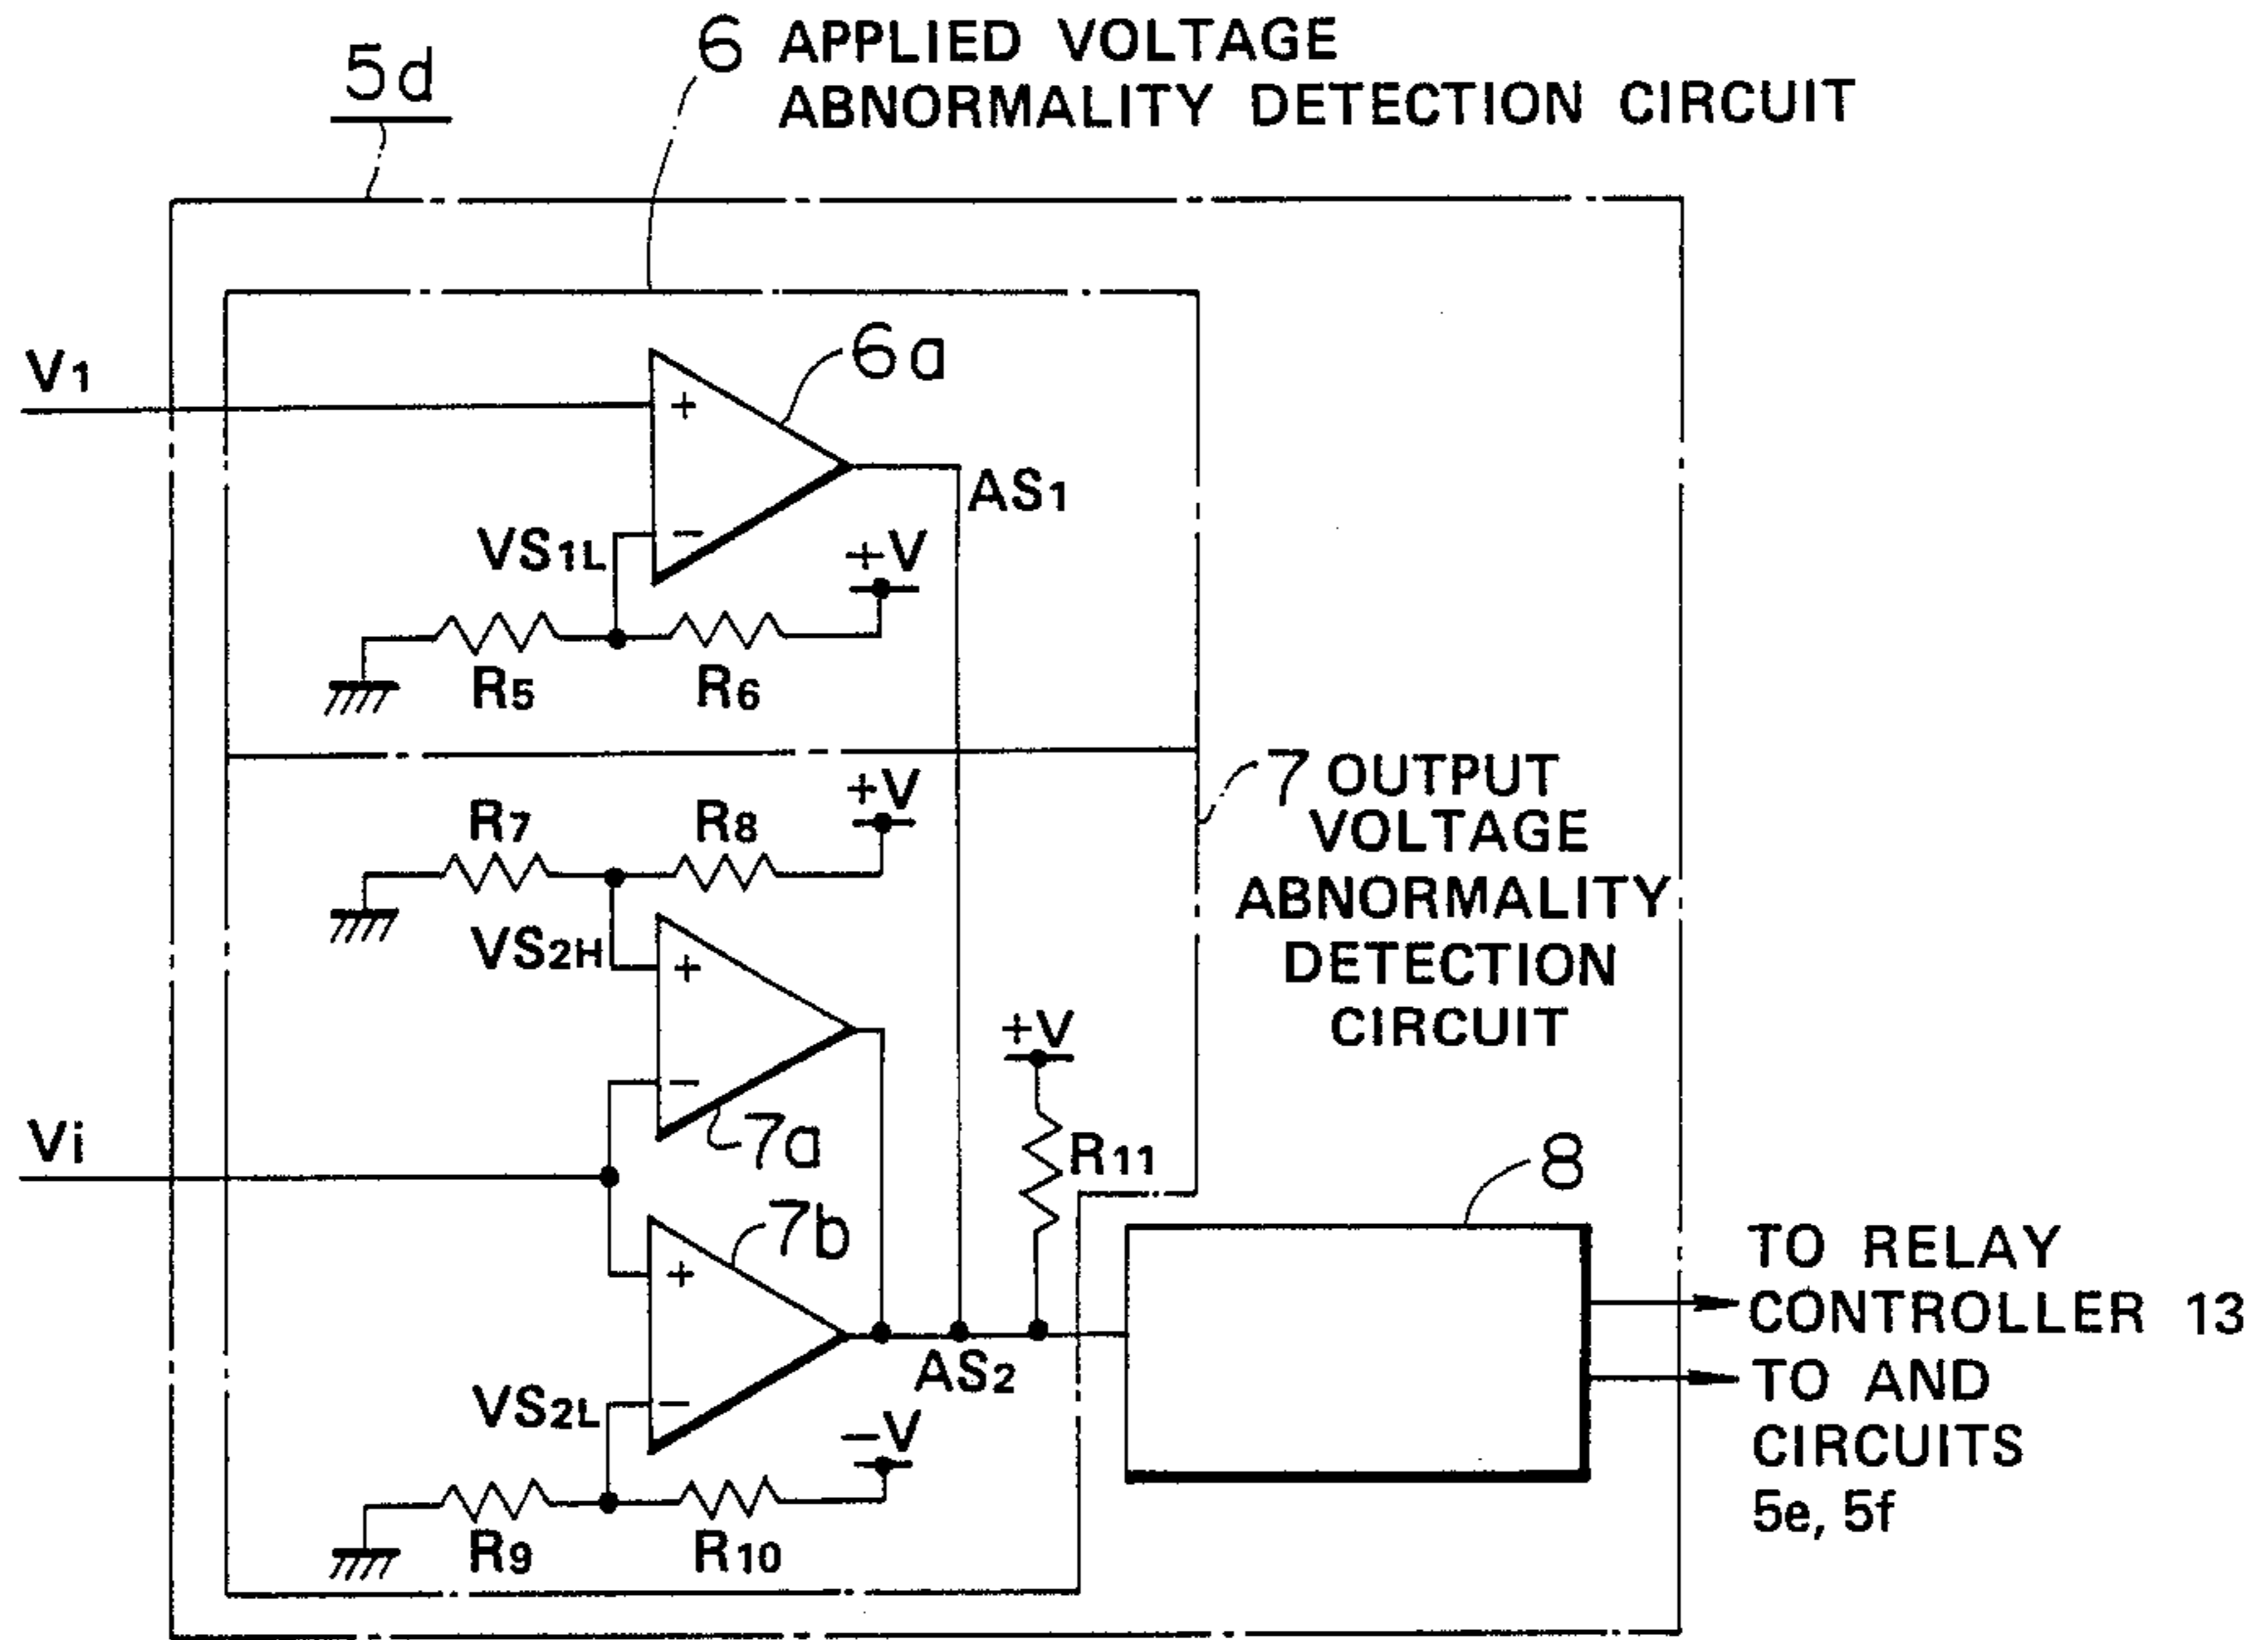 5d
6 APPLIED VOLTAGE
ABNORMALITY DETECTION CIRCUIT
V1
6a
+
−
AS1
VS1L
+V
R5
R6
7 OUTPUT
VOLTAGE
ABNORMALITY
DETECTION
CIRCUIT
+V
R7
R8
VS2H
+
−
7a
+V
R11
Vi
7b
+
−
8
AS2
VS2L
−V
R9
R10
TO RELAY
CONTROLLER 13
TO AND
CIRCUITS
5e, 5f